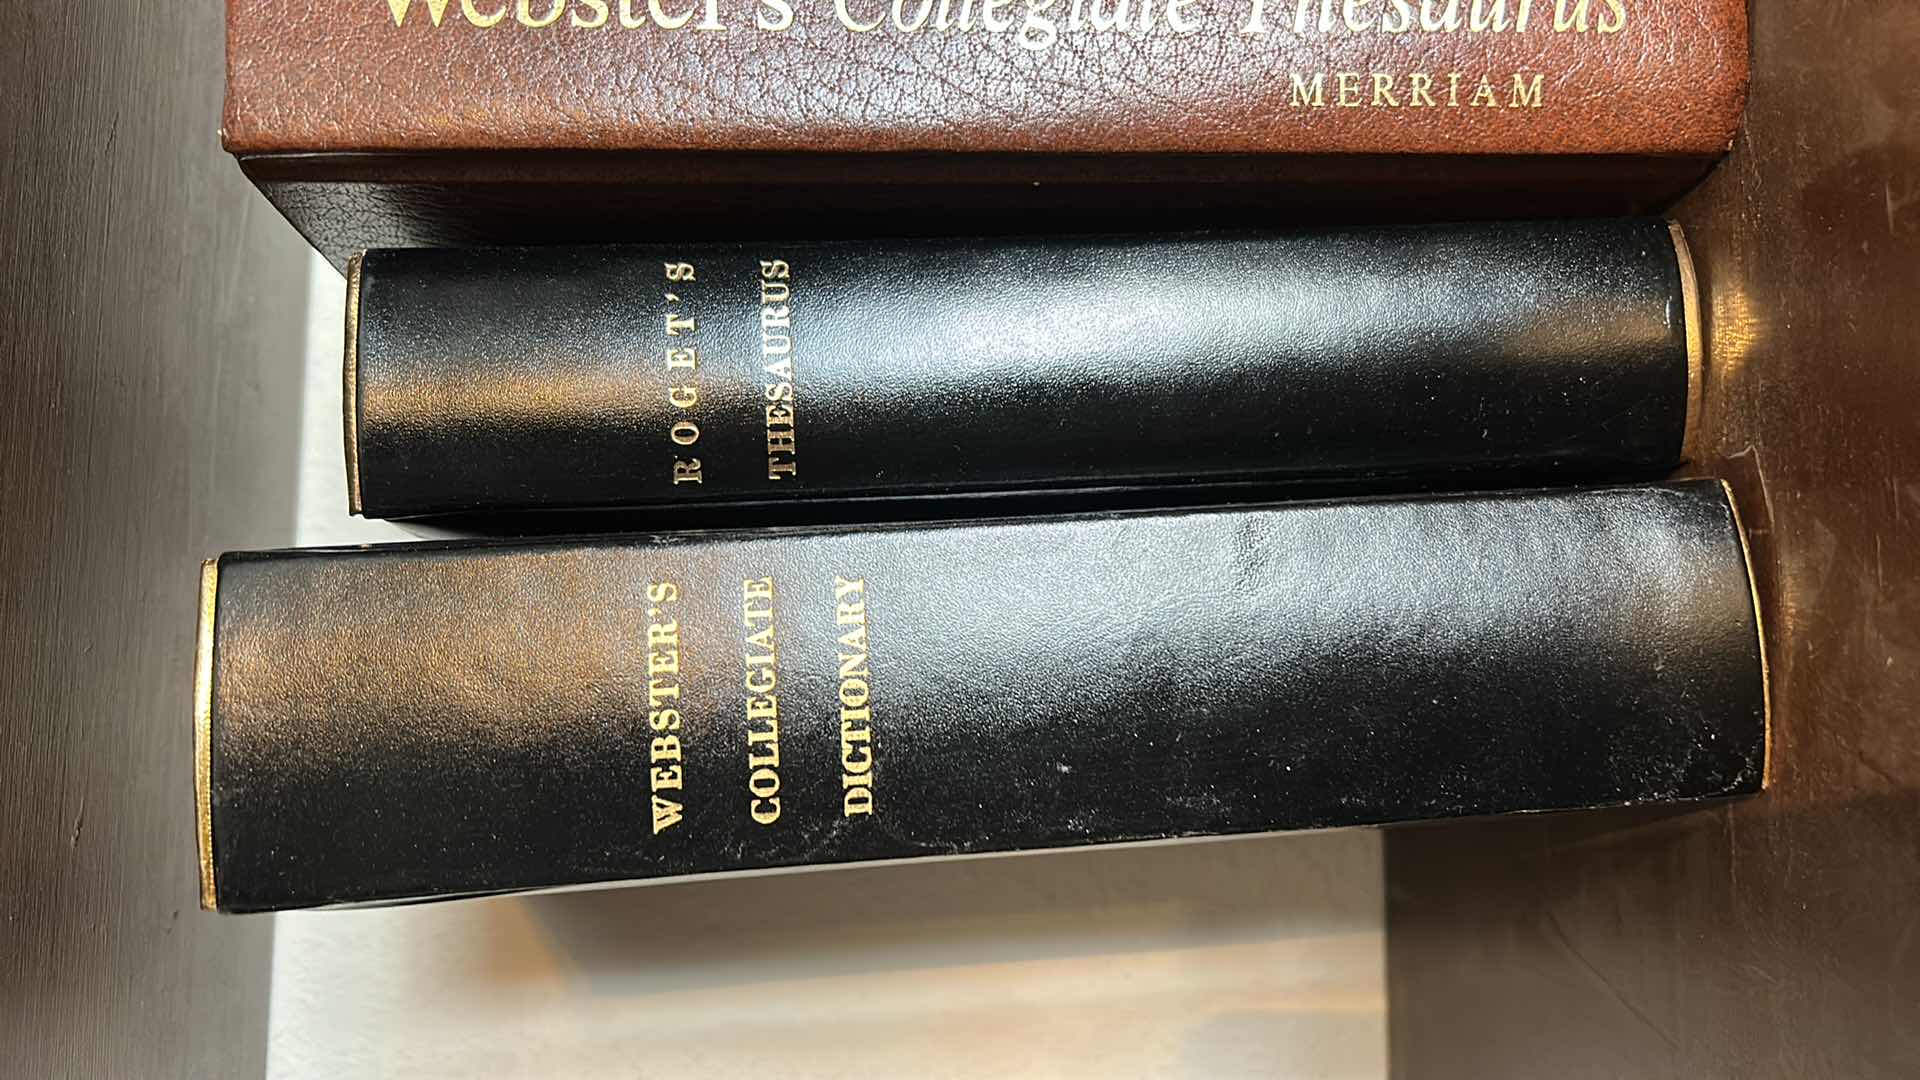 Webster's Collegiate Thesaurus
MERRIAM
ROGET'S
THESAURUS
WEBSTER'S
COLLEGIATE
DICTIONARY